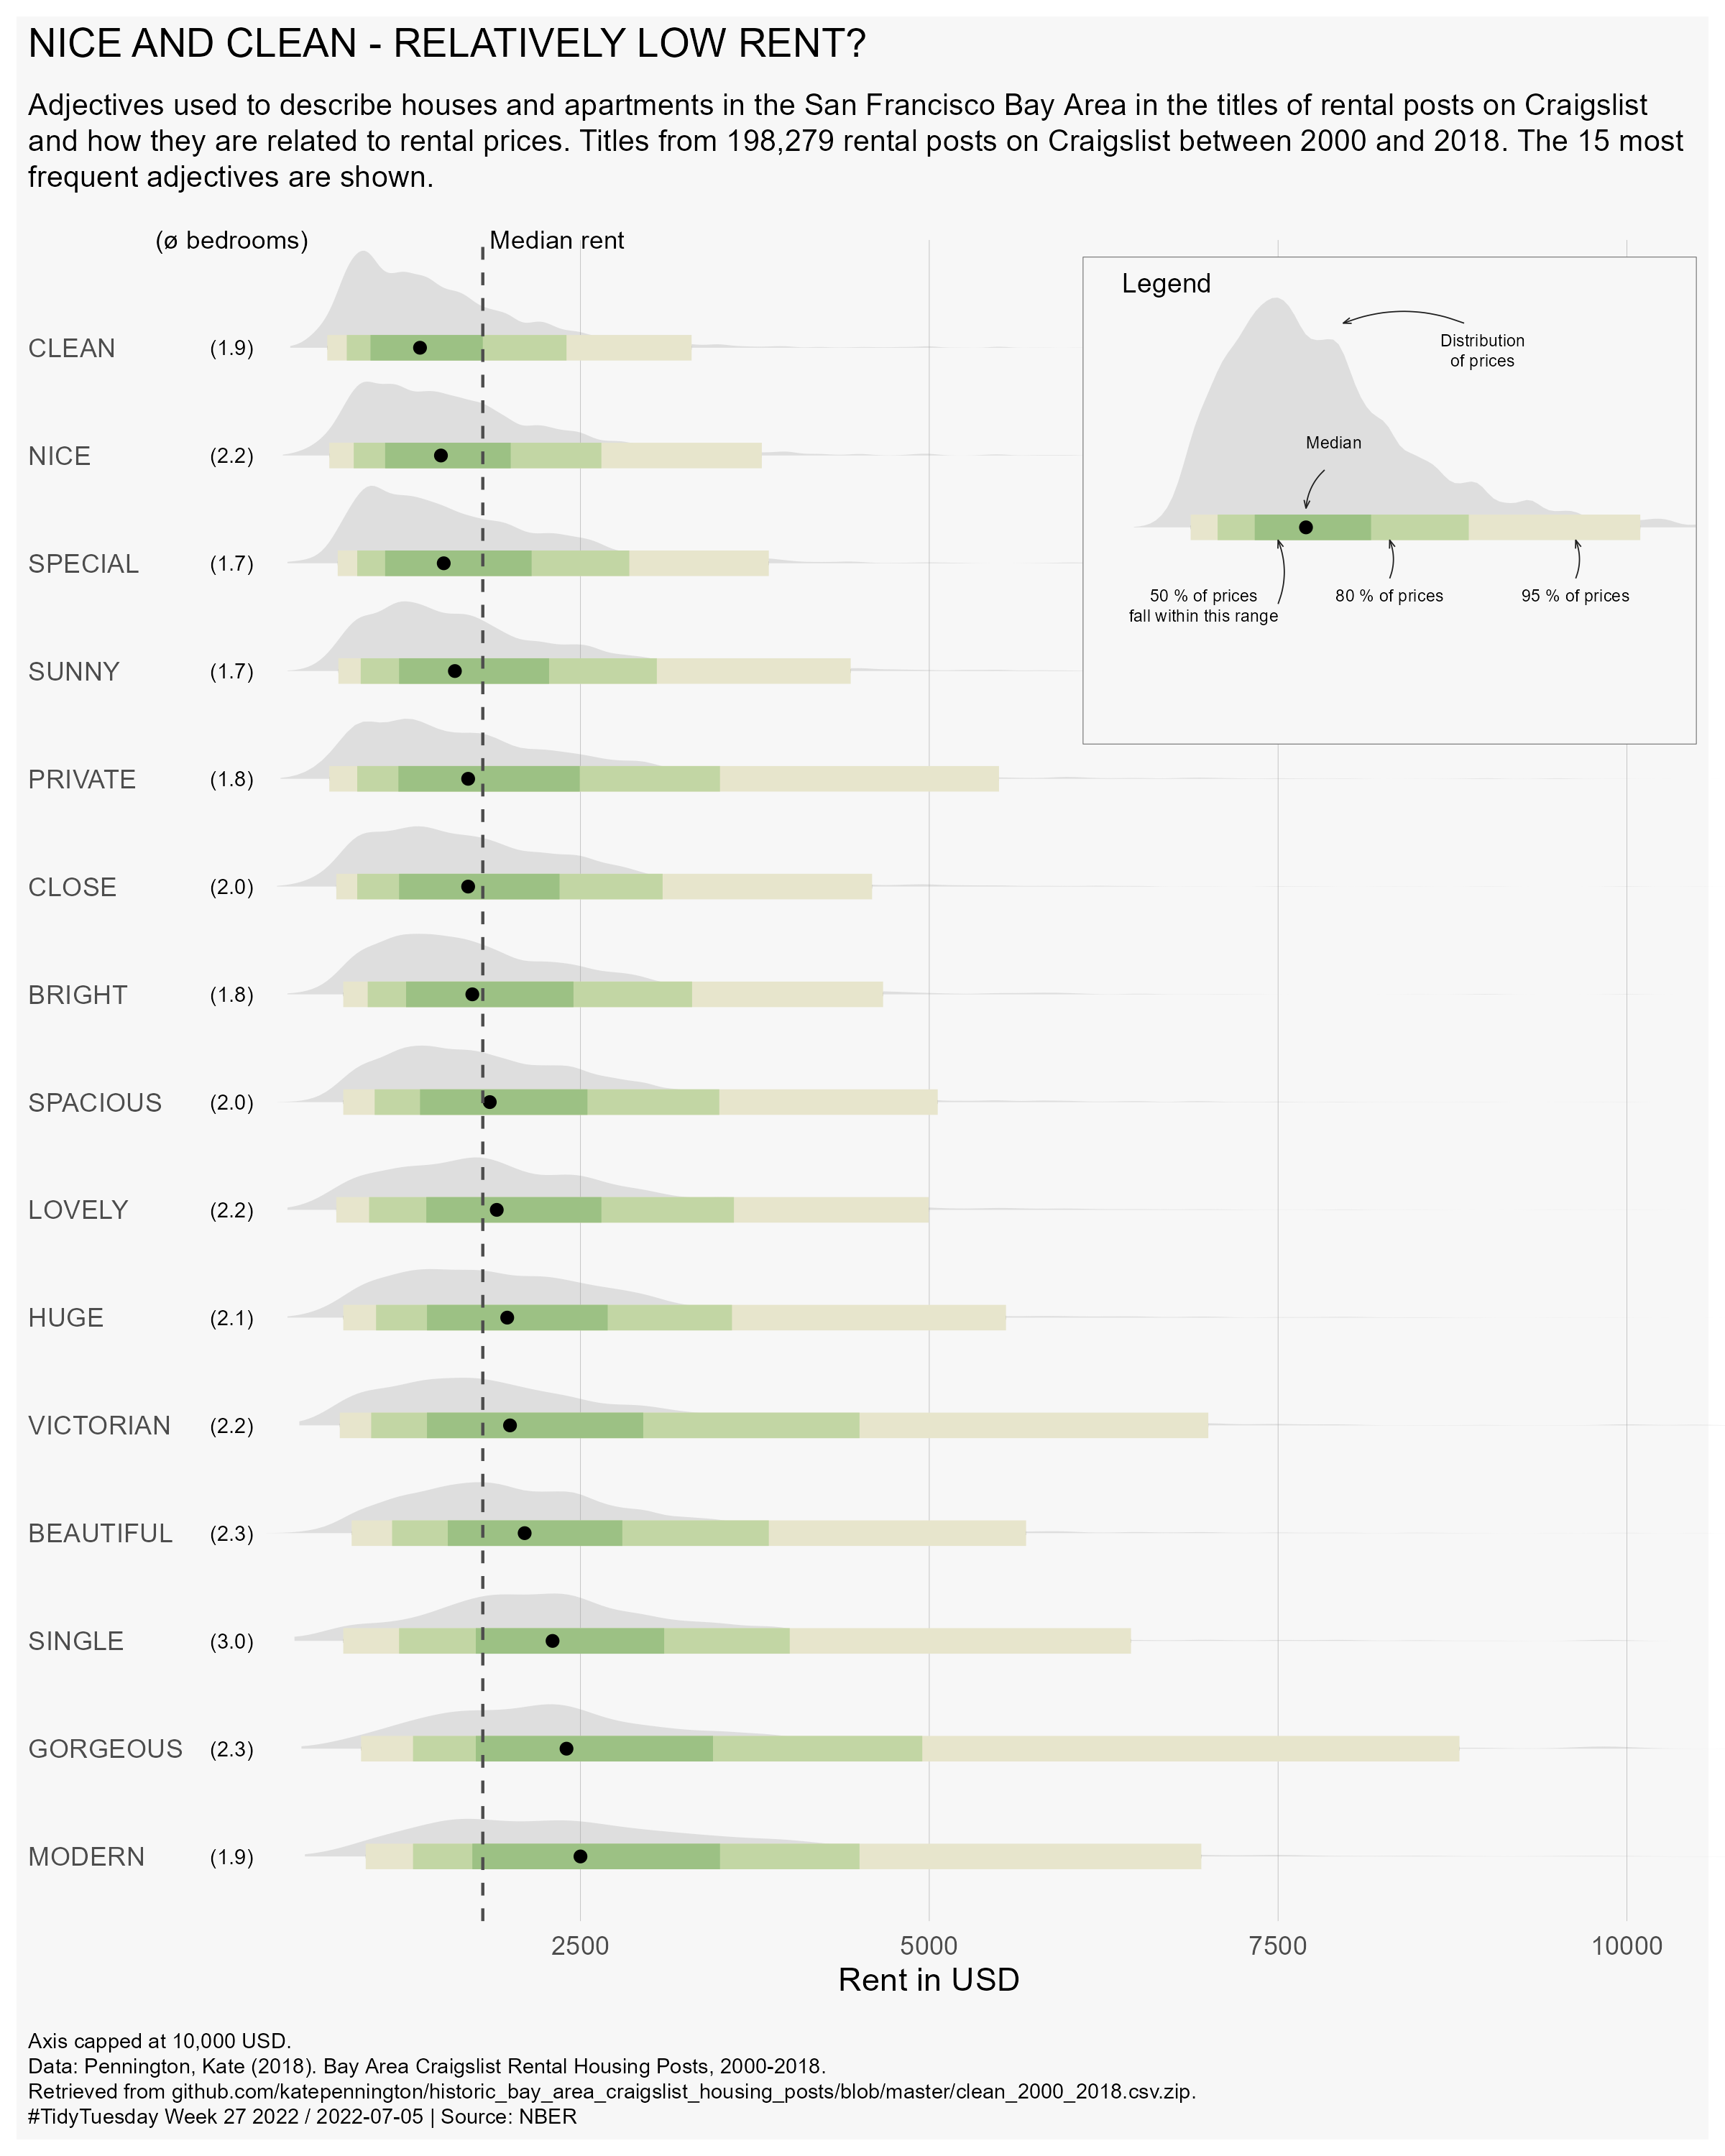 NICE AND CLEAN - RELATIVELY LOW RENT?
Adjectives used to describe houses and apartments in the San Francisco Bay Area in the titles of rental posts on Craigslist
and how they are related to rental prices. Titles from 198,279 rental posts on Craigslist between 2000 and 2018. The 15 most
frequent adjectives are shown.
(ø bedrooms) Median rent
Legend
Distribution
of prices
Median
50 % of prices
fall within this range
80 % of prices
95 % of prices
CLEAN (1.9)
NICE (2.2)
SPECIAL (1.7)
SUNNY (1.7)
PRIVATE (1.8)
CLOSE (2.0)
BRIGHT (1.8)
SPACIOUS (2.0)
LOVELY (2.2)
HUGE (2.1)
VICTORIAN (2.2)
BEAUTIFUL (2.3)
SINGLE (3.0)
GORGEOUS (2.3)
MODERN (1.9)
2500 5000 7500 10000
Rent in USD
Axis capped at 10,000 USD.
Data: Pennington, Kate (2018). Bay Area Craigslist Rental Housing Posts, 2000-2018.
Retrieved from github.com/katepennington/historic_bay_area_craigslist_housing_posts/blob/master/clean_2000_2018.csv.zip.
#TidyTuesday Week 27 2022 / 2022-07-05 | Source: NBER